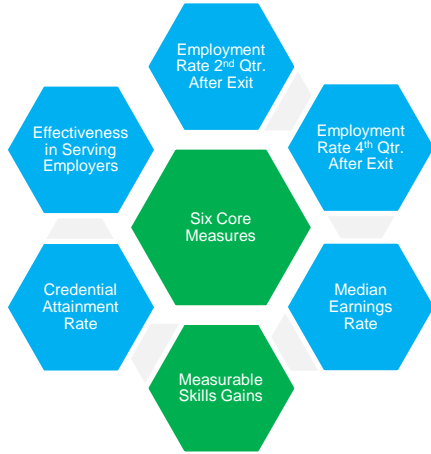 Employment
Rate 2nd Qtr.
After Exit
Employment
Rate 4th Qtr.
After Exit
Effectiveness
in Serving
Employers
Six Core
Measures
Credential
Attainment
Rate
Median
Earnings
Rate
Measurable
Skills Gains